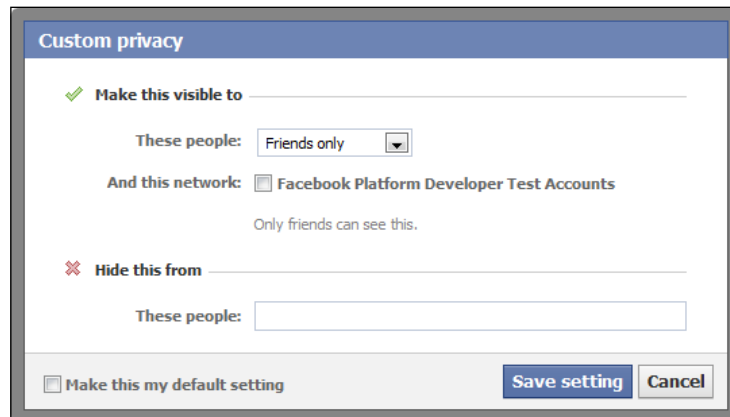 Custom privacy
Make this visible to
These people: Friends only
And this network: Facebook Platform Developer Test Accounts
Only friends can see this.
Hide this from
These people:
Make this my default setting Save setting Cancel